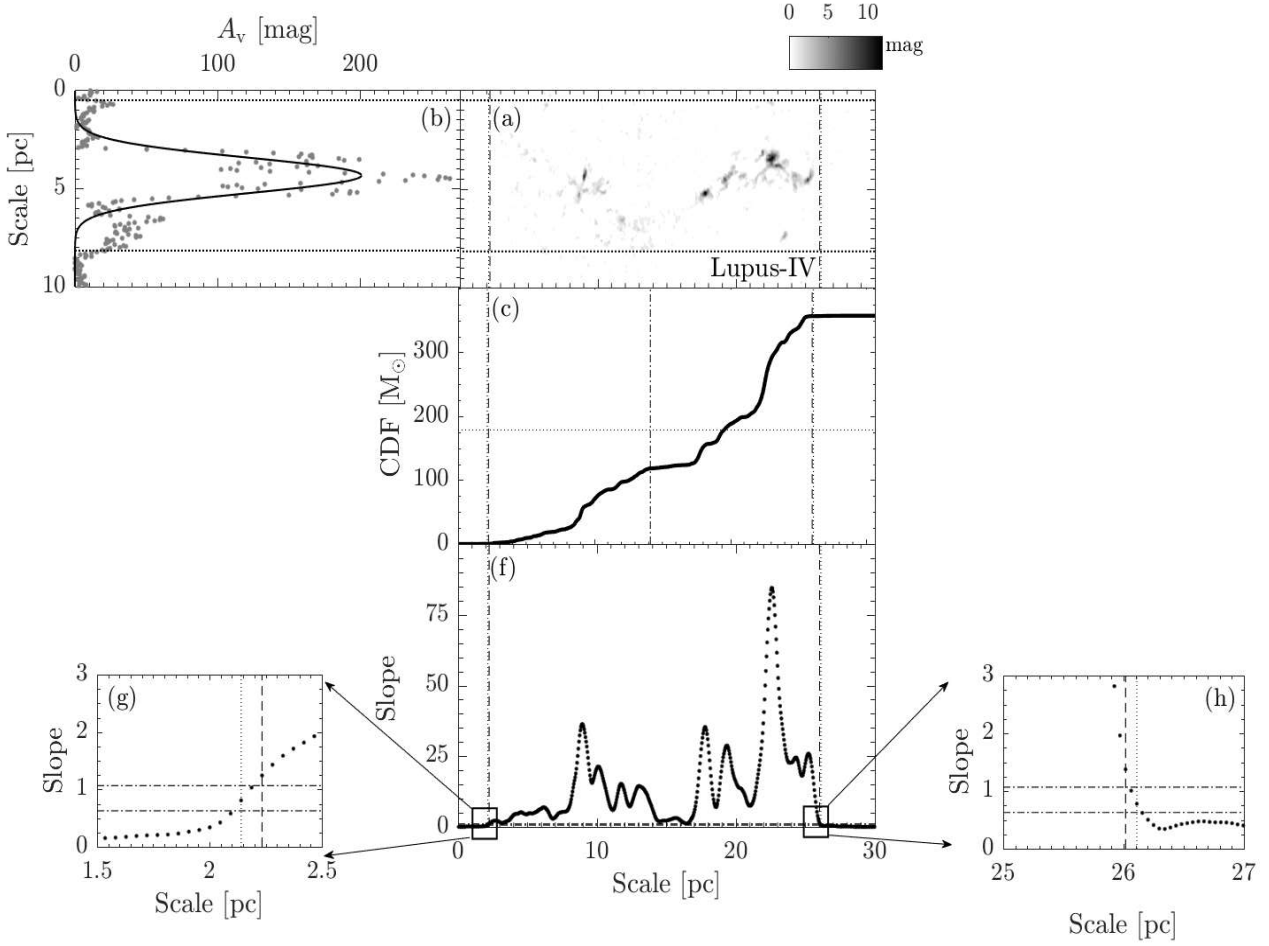 0 5 10
mag
A_v [mag]
0 100 200
0
5
10
Scale [pc]
(b)
(a)
Lupus-IV
(c)
300
200
100
0
CDF [M_⊙]
(f)
75
50
25
0
Slope
0 10 20 30
Scale [pc]
(g)
3
2
1
0
Slope
1.5 2 2.5
Scale [pc]
(h)
3
2
1
0
Slope
25 26 27
Scale [pc]